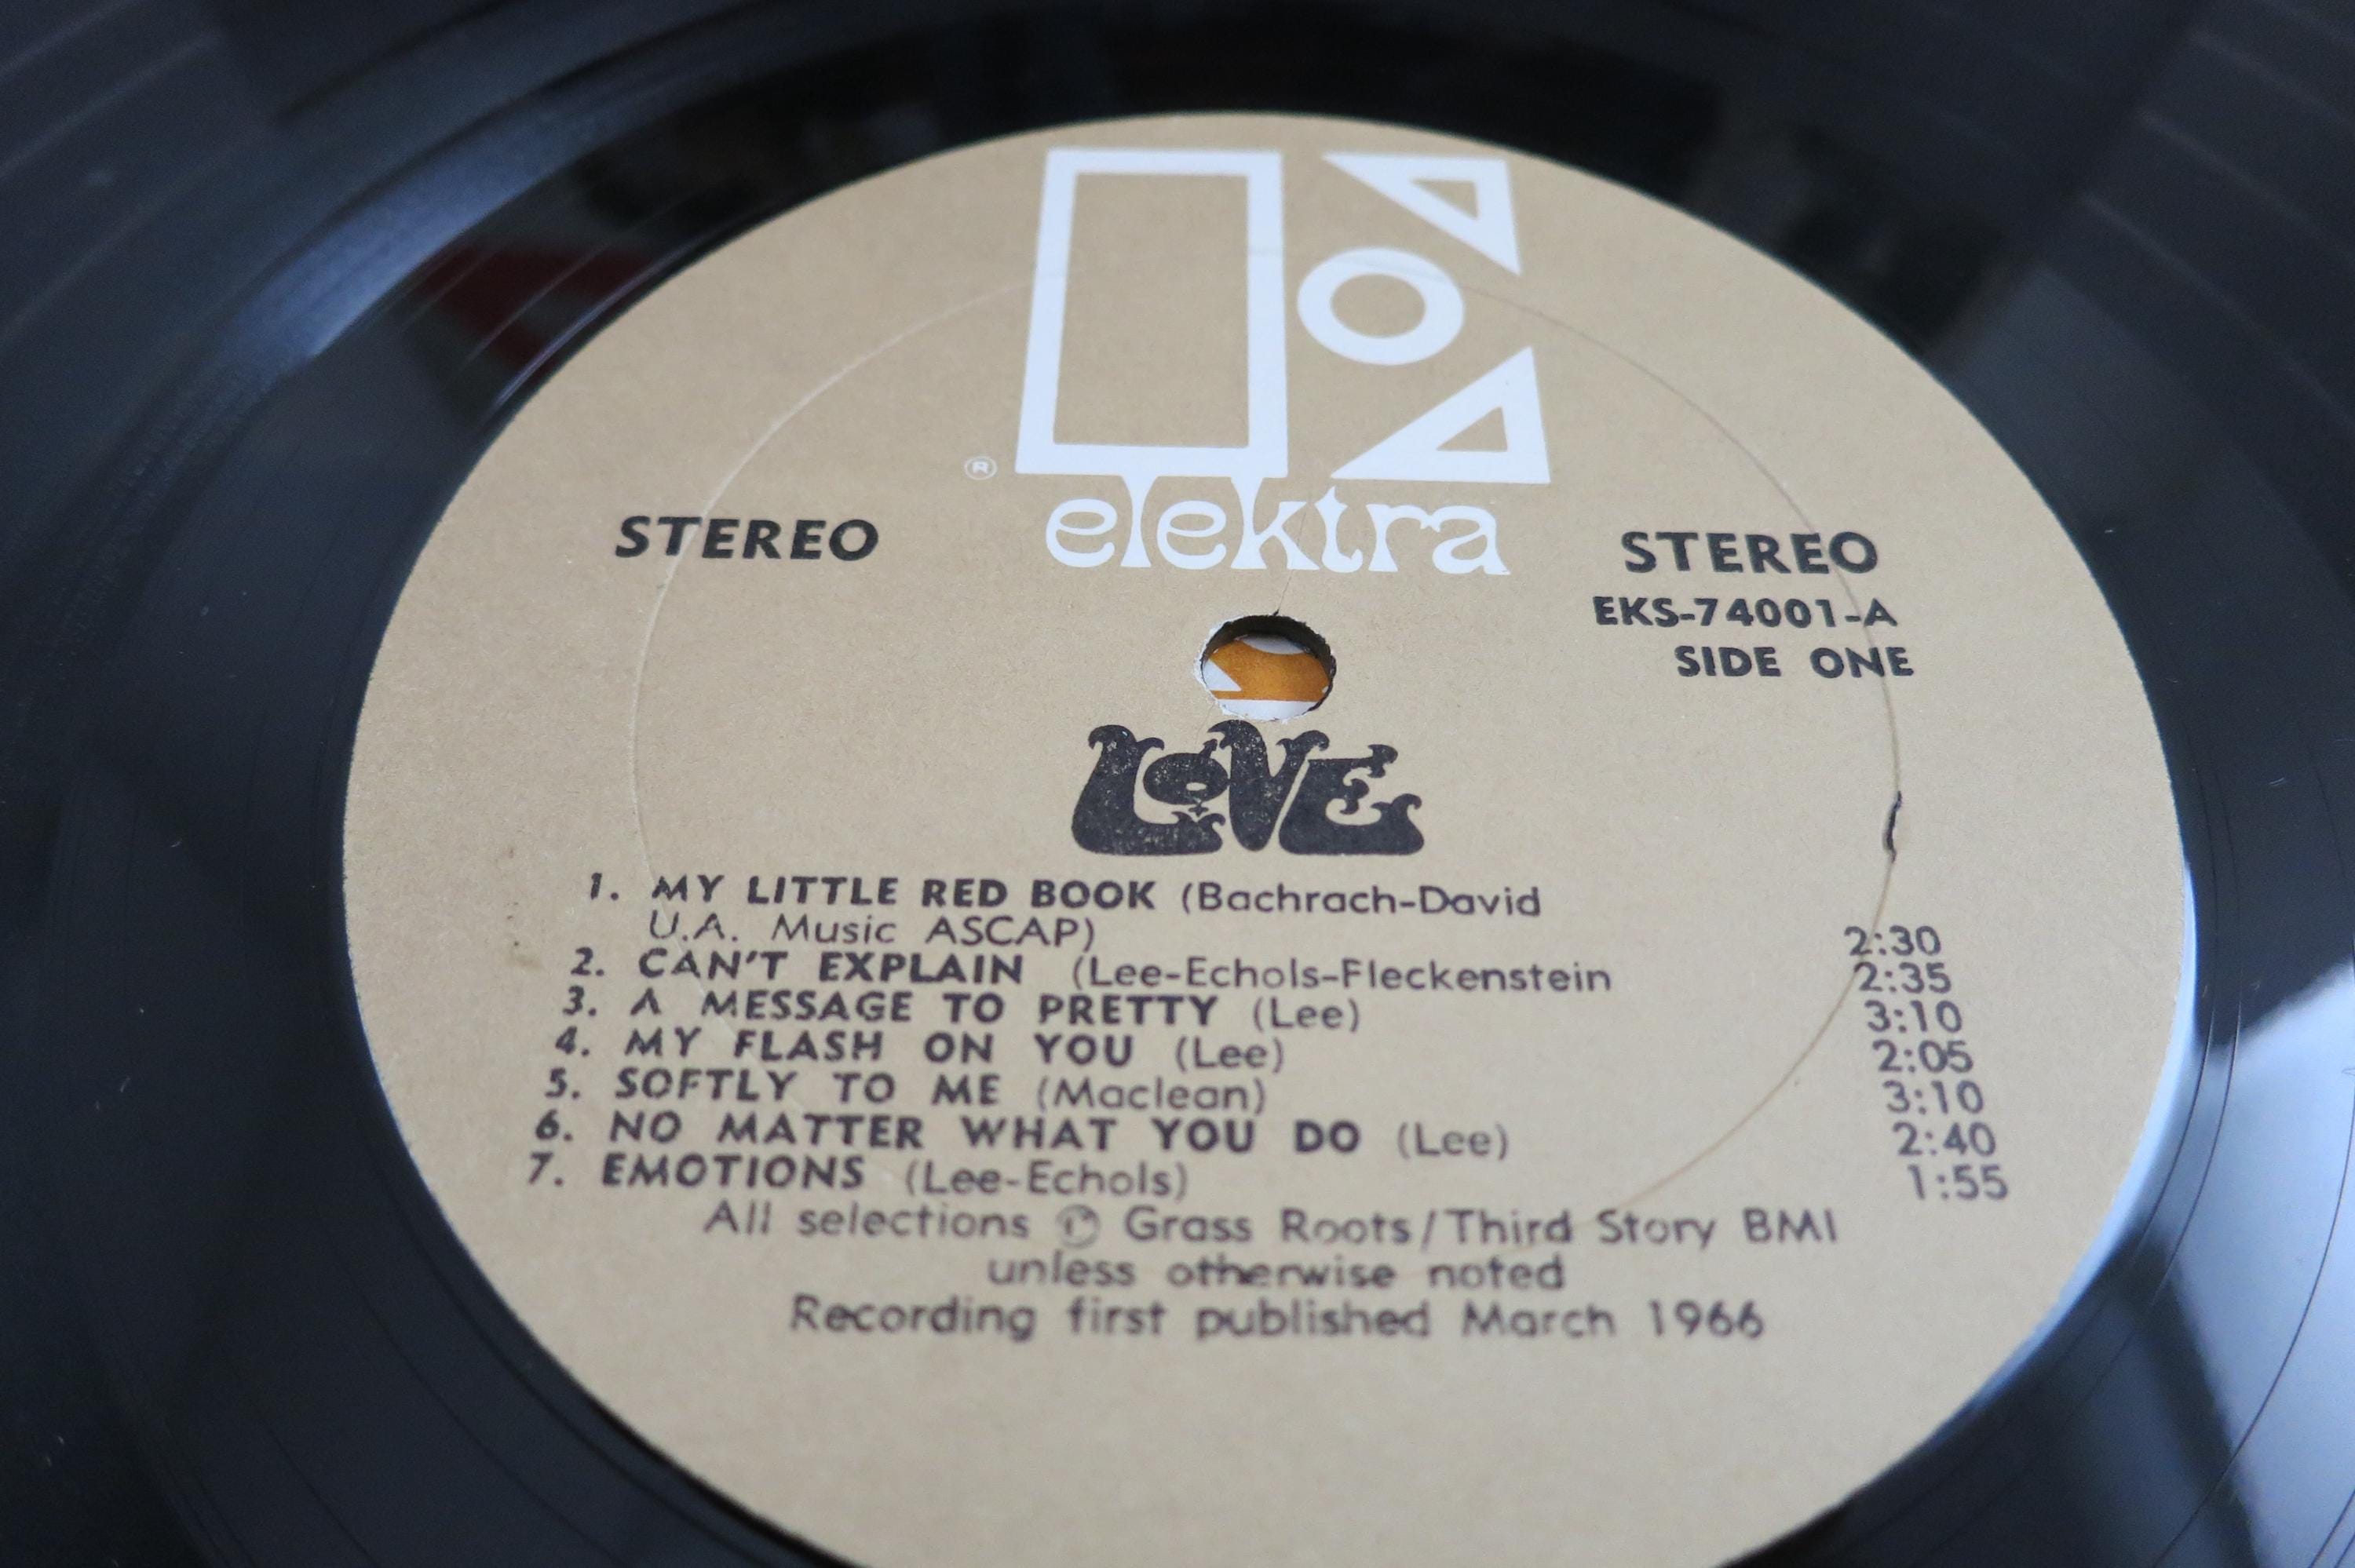 ®
elektra
STEREO
STEREO
EKS-74001-A
SIDE ONE
LOVE
1. MY LITTLE RED BOOK (Bachrach-David
U.A. Music ASCAP) 2:30
2. CAN'T EXPLAIN (Lee-Echols-Fleckenstein 2:35
3. A MESSAGE TO PRETTY (Lee) 3:10
4. MY FLASH ON YOU (Lee) 2:05
5. SOFTLY TO ME (Maclean) 3:10
6. NO MATTER WHAT YOU DO (Lee) 2:40
7. EMOTIONS (Lee-Echols) 1:55
All selections © Grass Roots/Third Story BMI
unless otherwise noted
Recording first published March 1966